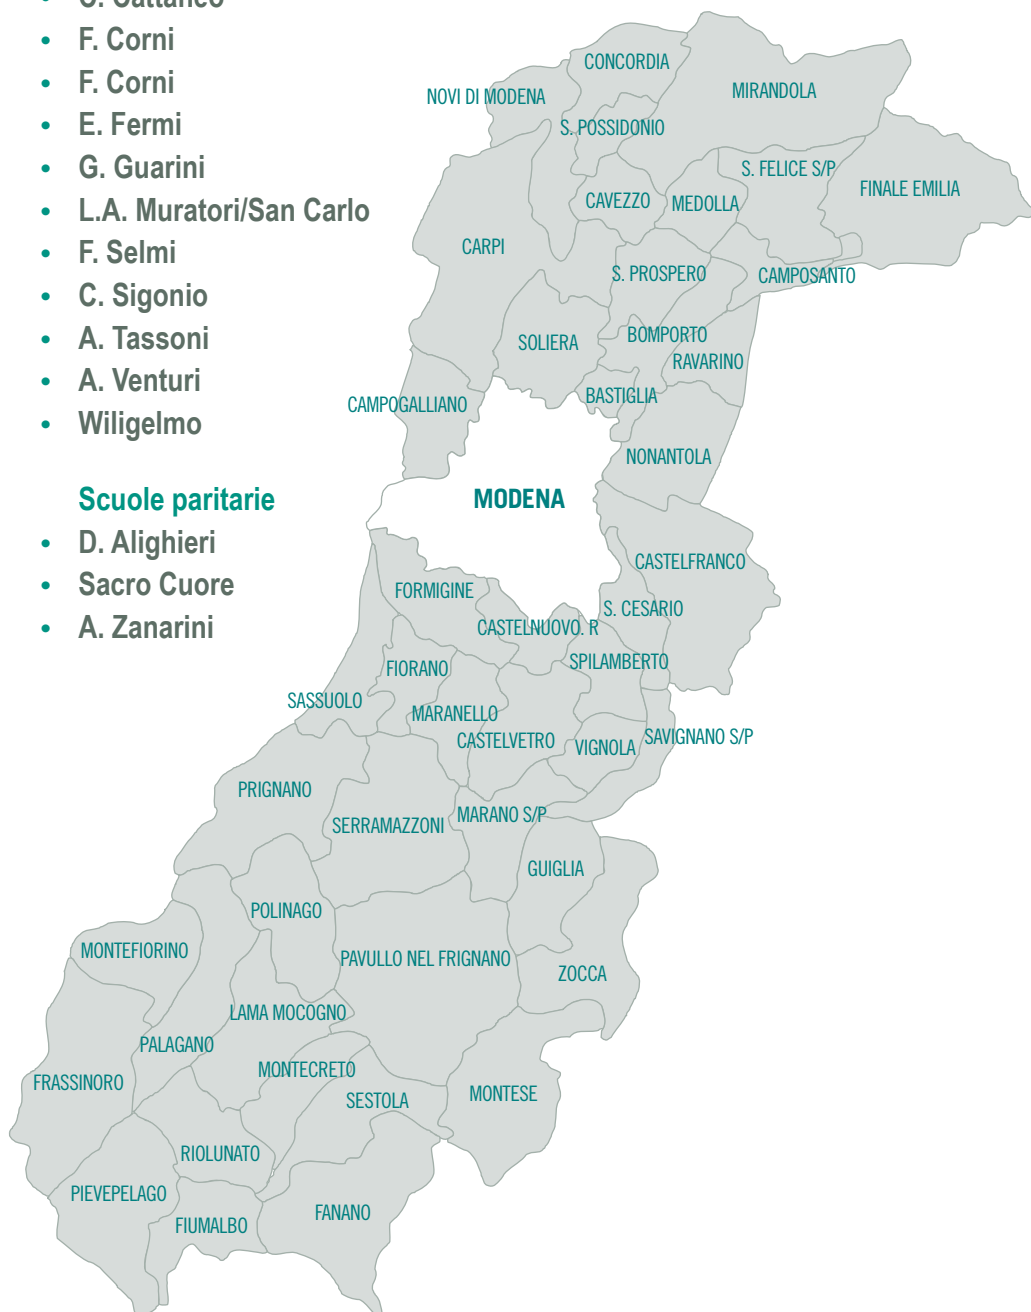 C. Cattaneo
• F. Corni
• F. Corni
• E. Fermi
• G. Guarini
• L.A. Muratori/San Carlo
• F. Selmi
• C. Sigonio
• A. Tassoni
• A. Venturi
• Wiligelmo
Scuole paritarie
• D. Alighieri
• Sacro Cuore
• A. Zanarini
CONCORDIA
MIRANDOLA
NOVI DI MODENA
S. POSSIDONIO
S. FELICE S/P
FINALE EMILIA
CAVEZZO
MEDOLLA
CARPI
S. PROSPERO
CAMPOSANTO
SOLIERA
BOMPORTO
RAVARINO
BASTIGLIA
CAMPOGALLIANO
NONANTOLA
MODENA
CASTELFRANCO
FORMIGINE
S. CESARIO
CASTELNUOVO. R
SPILAMBERTO
FIORANO
SASSUOLO
MARANELLO
CASTELVETRO
VIGNOLA
SAVIGNANO S/P
PRIGNANO
SERRAMAZZONI
MARANO S/P
GUIGLIA
POLINAGO
MONTEFIORINO
PAVULLO NEL FRIGNANO
ZOCCA
LAMA MOCOGNO
PALAGANO
MONTECRETO
FRASSINORO
SESTOLA
MONTESE
RIOLUNATO
PIEVEPELAGO
FIUMALBO
FANANO